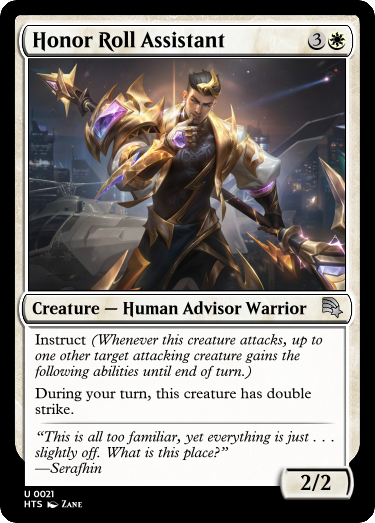 Honor Roll Assistant 3
Creature — Human Advisor Warrior
Instruct (Whenever this creature attacks, up to
one other target attacking creature gains the
following abilities until end of turn.)
During your turn, this creature has double
strike.
“This is all too familiar, yet everything is just . . .
slightly off. What is this place?”
—Serafhin
2/2
U 0021
HTS Zane